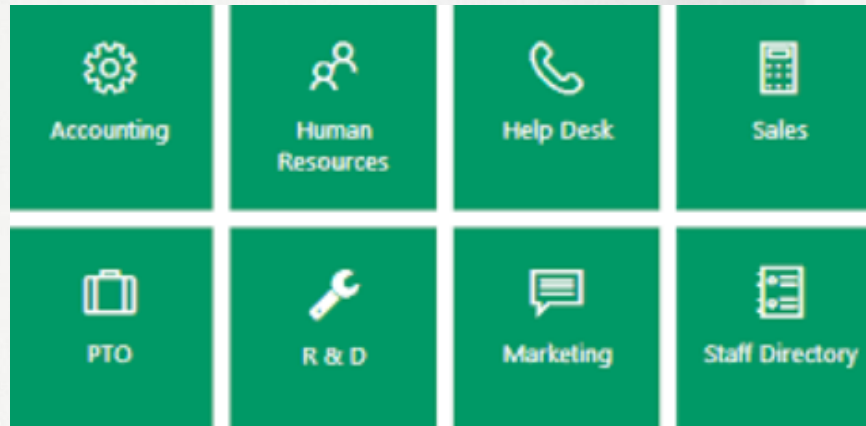 Accounting
Human
Resources
Help Desk
Sales
PTO
R & D
Marketing
Staff Directory